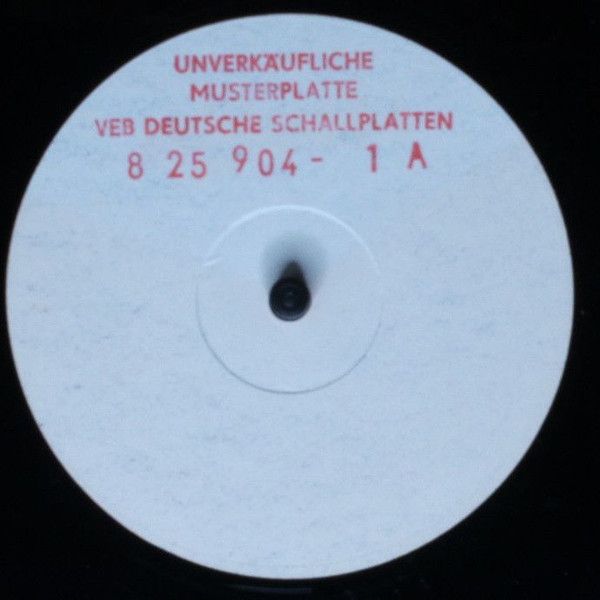 UNVERKÄUFLICHE
MUSTERPLATTE
VEB DEUTSCHE SCHALLPLATTEN
8 25 904- 1 A